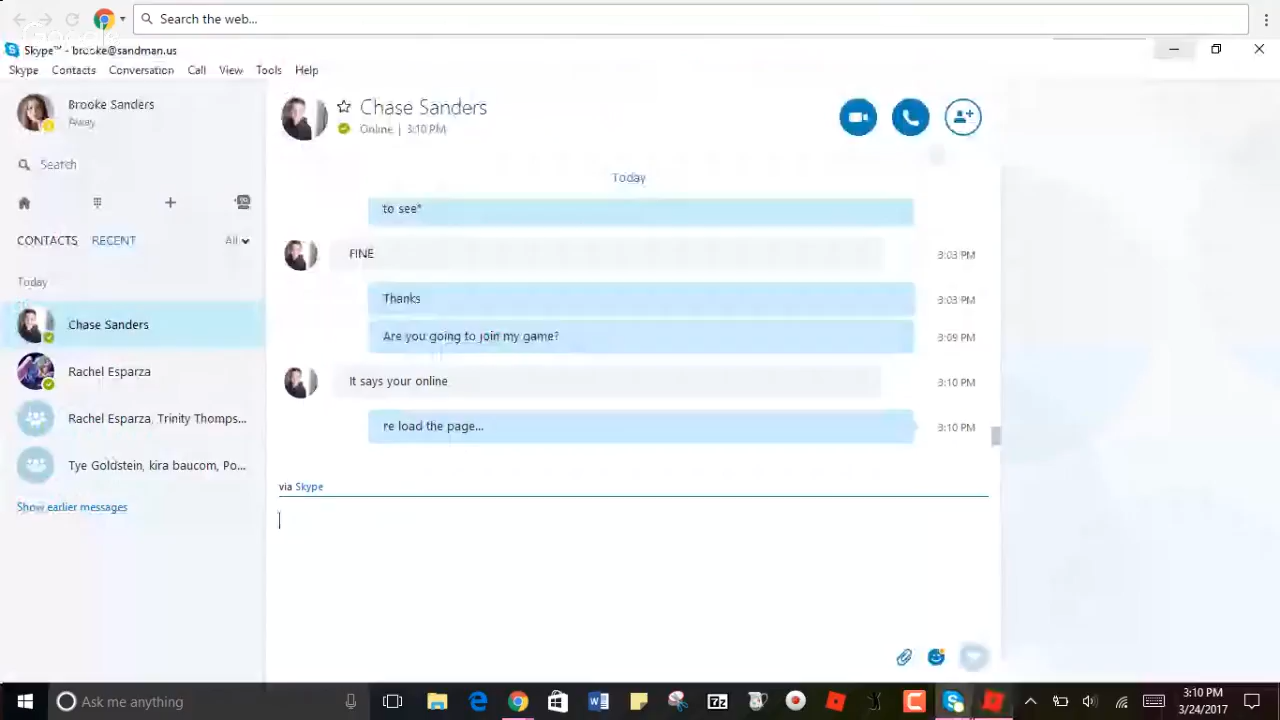 Search the web...
Skype™ - brooke@sandman.us
Skype Contacts Conversation Call View Tools Help
Brooke Sanders
Away
Search
CONTACTS RECENT All
Today
Chase Sanders
Rachel Esparza
Rachel Esparza, Trinity Thomps...
Tye Goldstein, kira baucom, Po...
Show earlier messages
Chase Sanders
Online | 3:10 PM
Today
to see*
FINE 3:03 PM
Thanks 3:03 PM
Are you going to join my game? 3:09 PM
It says your online 3:10 PM
re load the page... 3:10 PM
via Skype
Ask me anything
7z
3:10 PM
3/24/2017